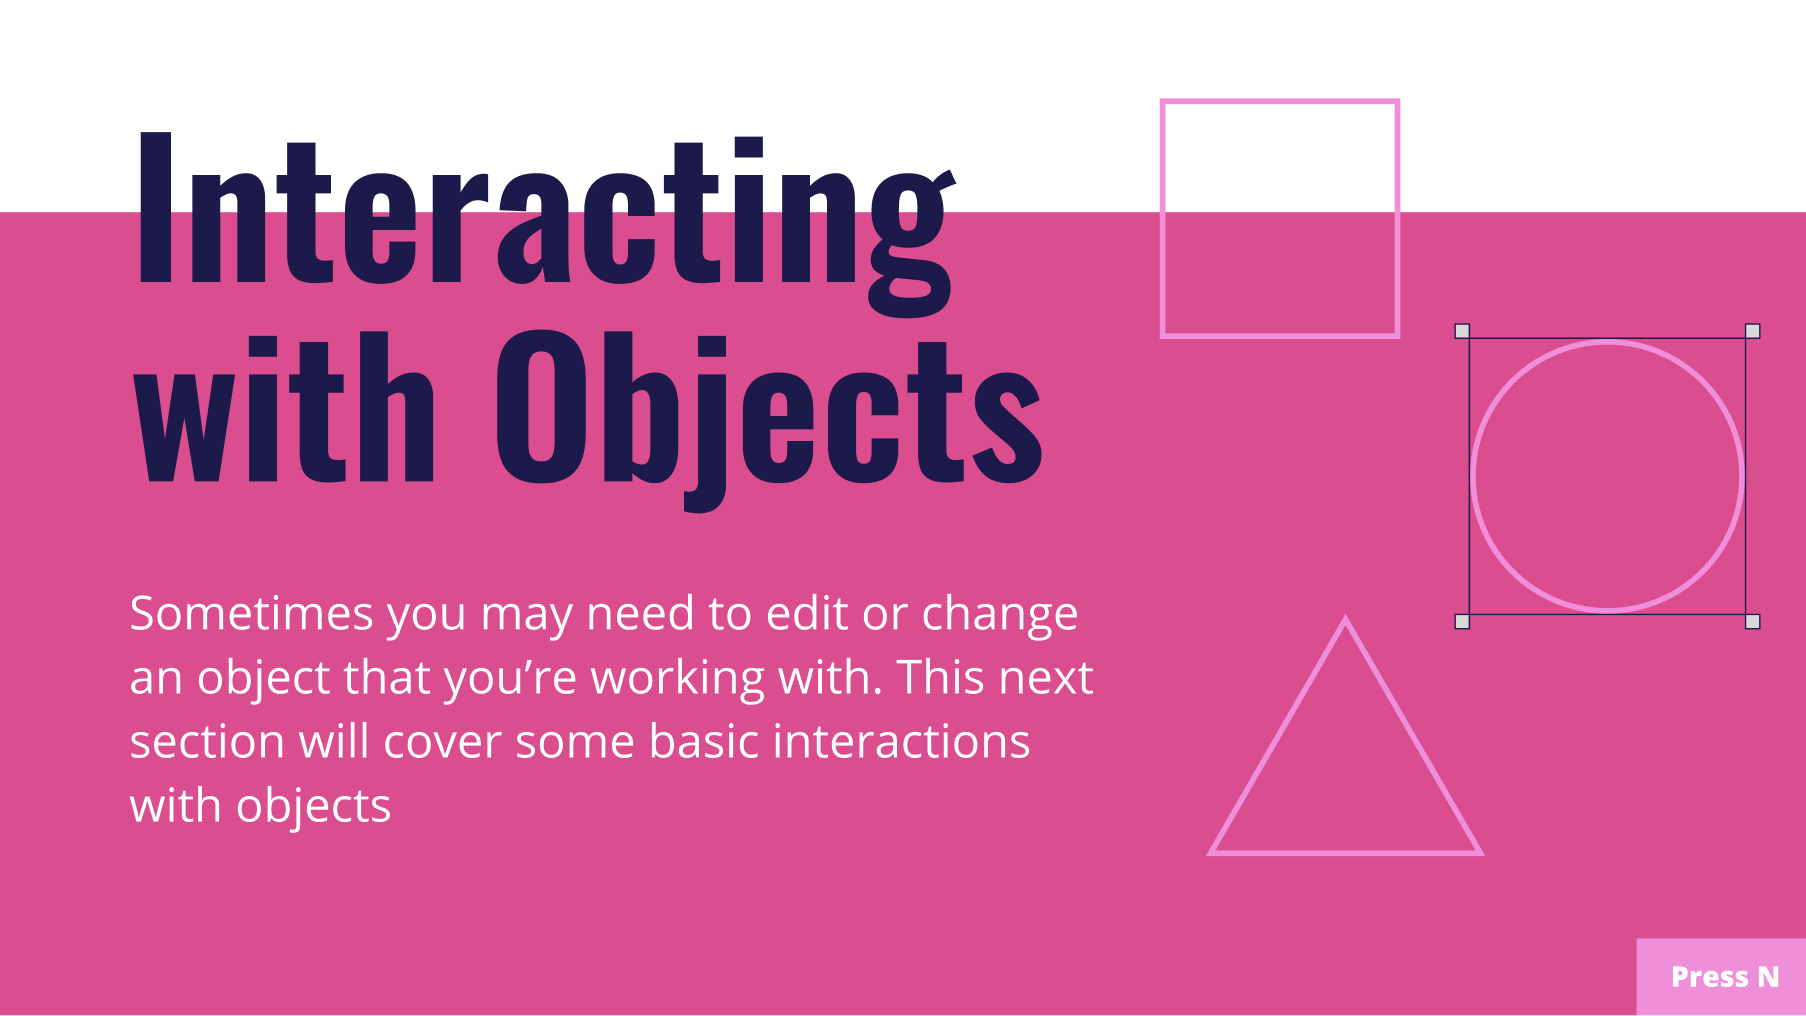 Interacting
with Objects
Sometimes you may need to edit or change
an object that you’re working with. This next
section will cover some basic interactions
with objects
Press N